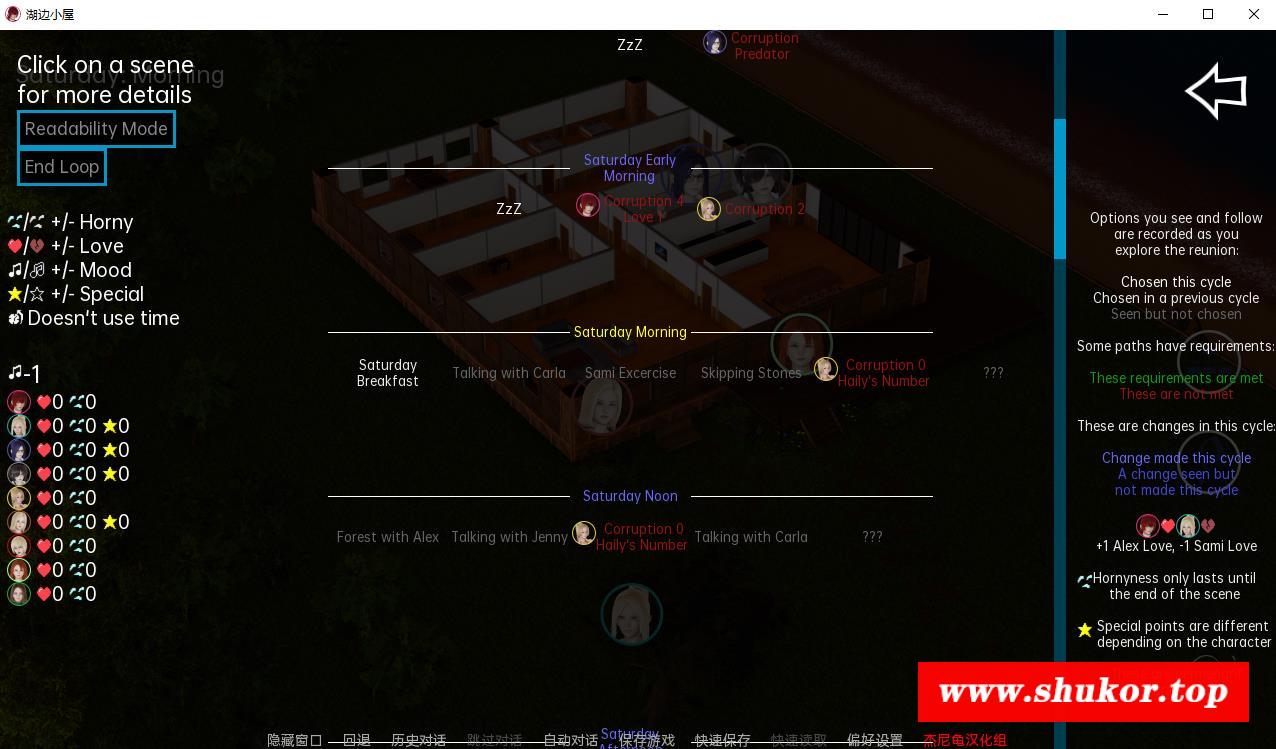 湖边小屋
Click on a scene
for more details
Saturday: Morning
Readability Mode
End Loop
+/- Horny
+/- Love
+/- Mood
+/- Special
Doesn't use time
-1
0 0
0 0 0
0 0 0
0 0 0
0 0
0 0 0
0 0
0 0
0 0
ZzZ
Corruption
Predator
Saturday Early
Morning
ZzZ
Corruption 4
Love 1
Corruption 2
Saturday Morning
Saturday
Breakfast
Talking with Carla
Sami Excercise
Skipping Stones
Corruption 0
Haily's Number
???
Saturday Noon
Forest with Alex
Talking with Jenny
Corruption 0
Haily's Number
Talking with Carla
???
Saturday
Options you see and follow
are recorded as you
explore the reunion:
Chosen this cycle
Chosen in a previous cycle
Seen but not chosen
Some paths have requirements:
These requirements are met
These are not met
These are changes in this cycle:
Change made this cycle
A change seen but
not made this cycle
+1 Alex Love, -1 Sami Love
Hornyness only lasts until
the end of the scene
Special points are different
depending on the character
www.shukor.top
隐藏窗口 回退 历史对话 跳过对话 自动对话 保存游戏 快速保存 快速读取 偏好设置 杰尼龟汉化组